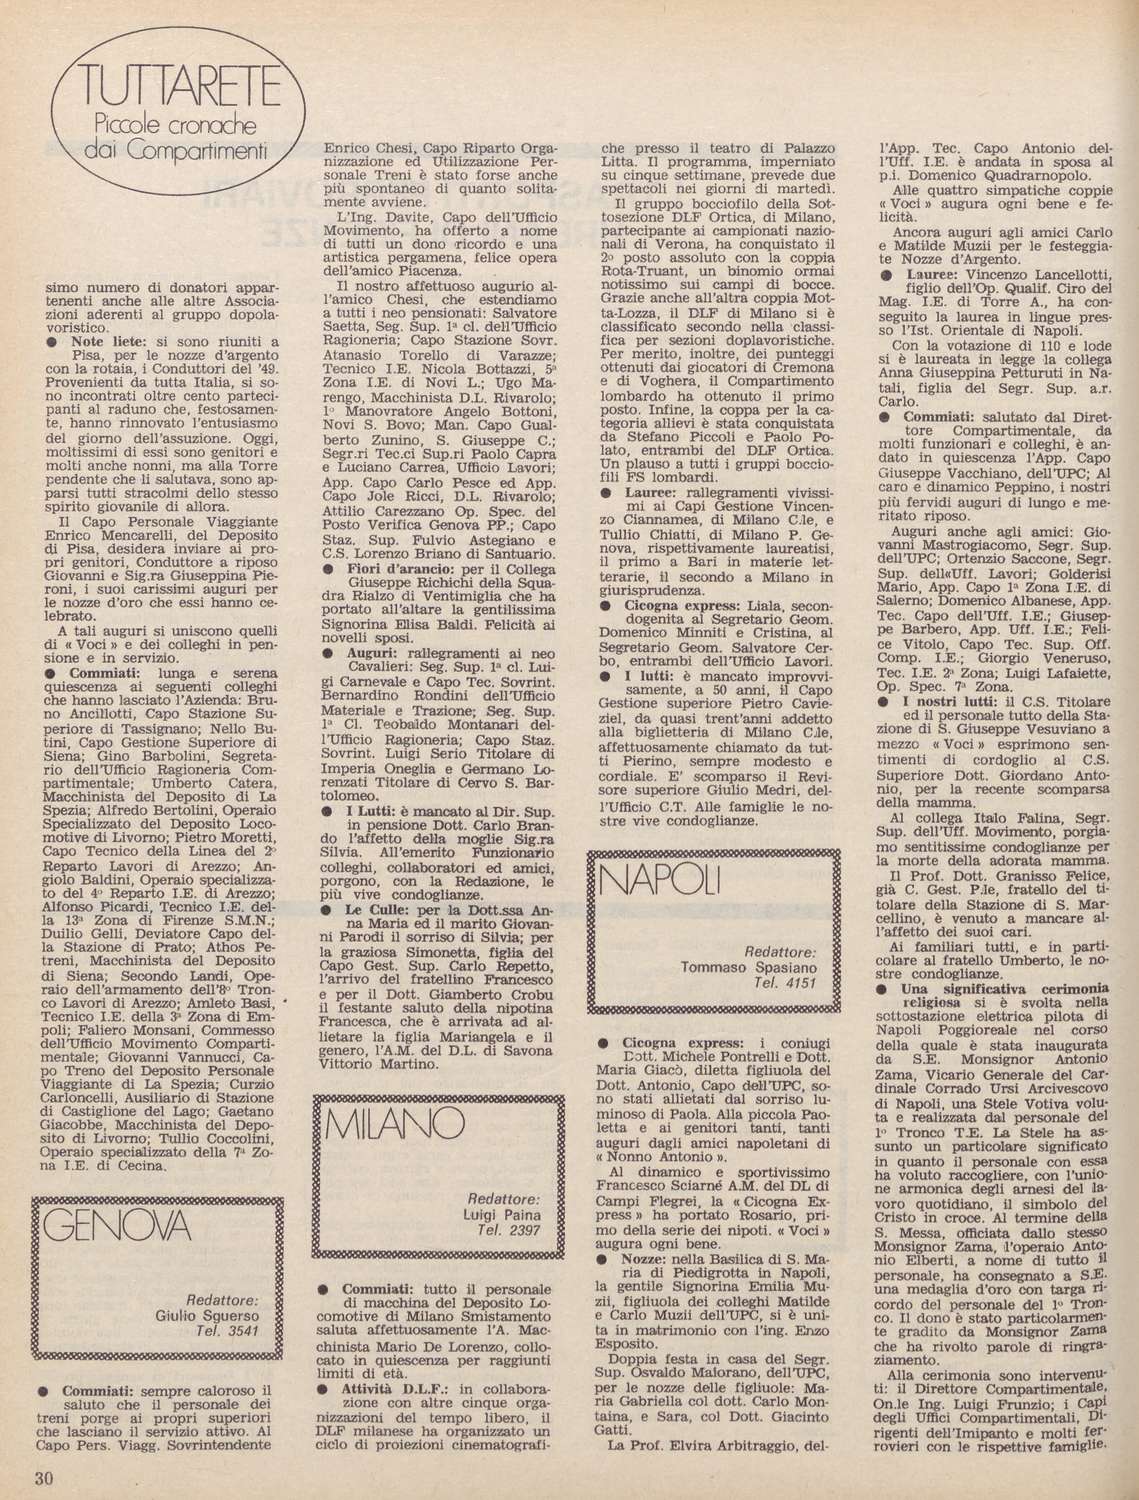 TUTTARETE
Piccole cronache
dai Compartimenti
simo numero di donatori appar-
tenenti anche alle altre Associa-
zioni aderenti al gruppo dopola-
voristico.
● Note liete: si sono riuniti a
Pisa, per le nozze d'argento
con la rotaia, i Conduttori del '49.
Provenienti da tutta Italia, si so-
no incontrati oltre cento parteci-
panti al raduno che, festosamen-
te, hanno rinnovato l'entusiasmo
del giorno dell'assuzione. Oggi,
moltissimi di essi sono genitori e
molti anche nonni, ma alla Torre
pendente che li salutava, sono ap-
parsi tutti stracolmi dello stesso
spirito giovanile di allora.
Il Capo Personale Viaggiante
Enrico Mencarelli, del Deposito
di Pisa, desidera inviare ai pro-
pri genitori, Conduttore a riposo
Giovanni e Sig.ra Giuseppina Pie-
roni, i suoi carissimi auguri per
le nozze d'oro che essi hanno ce-
lebrato.
A tali auguri si uniscono quelli
di « Voci » e dei colleghi in pen-
sione e in servizio.
● Commiati: lunga e serena
quiescenza ai seguenti colleghi
che hanno lasciato l'Azienda: Bru-
no Ancillotti, Capo Stazione Su-
periore di Tassignano; Nello Bu-
tini, Capo Gestione Superiore di
Siena; Gino Barbolini, Segreta-
rio dell'Ufficio Ragioneria Com-
partimentale; Umberto Catera,
Macchinista del Deposito di La
Spezia; Alfredo Bertolini, Operaio
Specializzato del Deposito Loco-
motive di Livorno; Pietro Moretti,
Capo Tecnico della Linea del 2º
Reparto Lavori di Arezzo; An-
giolo Baldini, Operaio specializza-
to del 4º Reparto I.E. di Arezzo;
Alfonso Picardi, Tecnico I.E. del-
la 13ª Zona di Firenze S.M.N.;
Duilio Gelli, Deviatore Capo del-
la Stazione di Prato; Athos Pe-
treni, Macchinista del Deposito
di Siena; Secondo Landi, Ope-
raio dell'armamento dell'8º Tron-
co Lavori di Arezzo; Amleto Basi,
Tecnico I.E. della 3ª Zona di Em-
poli; Faliero Monsani, Commesso
dell'Ufficio Movimento Comparti-
mentale; Giovanni Vannucci, Ca-
po Treno del Deposito Personale
Viaggiante di La Spezia; Curzio
Carloncelli, Ausiliario di Stazione
di Castiglione del Lago; Gaetano
Giacobbe, Macchinista del Depo-
sito di Livorno; Tullio Coccolini,
Operaio specializzato della 7ª Zo-
na I.E. di Cecina.
GENOVA
Redattore:
Giulio Sguerso
Tel. 3541
● Commiati: sempre caloroso il
saluto che il personale dei
treni porge ai propri superiori
che lasciano il servizio attivo. Al
Capo Pers. Viagg. Sovrintendente
Enrico Chesi, Capo Riparto Orga-
nizzazione ed Utilizzazione Per-
sonale Treni è stato forse anche
più spontaneo di quanto solita-
mente avviene.
L'Ing. Davite, Capo dell'Ufficio
Movimento, ha offerto a nome
di tutti un dono ricordo e una
artistica pergamena, felice opera
dell'amico Piacenza.
Il nostro affettuoso augurio al-
l'amico Chesi, che estendiamo
a tutti i neo pensionati: Salvatore
Saetta, Seg. Sup. 1ª cl. dell'Ufficio
Ragioneria; Capo Stazione Sovr.
Atanasio Torello di Varazze;
Tecnico I.E. Nicola Bottazzi, 5ª
Zona I.E. di Novi L.; Ugo Ma-
rengo, Macchinista D.L. Rivarolo;
1º Manovratore Angelo Bottoni,
Novi S. Bovo; Man. Capo Gual-
berto Zunino, S. Giuseppe C.;
Segr.ri Tec.ci Sup.ri Paolo Capra
e Luciano Carrea, Ufficio Lavori;
App. Capo Carlo Pesce ed App.
Capo Jole Ricci, D.L. Rivarolo;
Attilio Carezzano Op. Spec. del
Posto Verifica Genova PP.; Capo
Staz. Sup. Fulvio Astegiano e
C.S. Lorenzo Briano di Santuario.
● Fiori d'arancio: per il Collega
Giuseppe Richichi della Squa-
dra Rialzo di Ventimiglia che ha
portato all'altare la gentilissima
Signorina Elisa Baldi. Felicità ai
novelli sposi.
● Auguri: rallegramenti ai neo
Cavalieri: Seg. Sup. 1ª cl. Lui-
gi Carnevale e Capo Tec. Sovrint.
Bernardino Rondini dell'Ufficio
Materiale e Trazione; Seg. Sup.
1ª Cl. Teobaldo Montanari del-
l'Ufficio Ragioneria; Capo Staz.
Sovrint. Luigi Serio Titolare di
Imperia Oneglia e Germano Lo-
renzati Titolare di Cervo S. Bar-
tolomeo.
● I Lutti: è mancato al Dir. Sup.
in pensione Dott. Carlo Bran-
do l'affetto della moglie Sig.ra
Silvia. All'emerito Funzionario
colleghi, collaboratori ed amici,
porgono, con la Redazione, le
più vive condoglianze.
● Le Culle: per la Dott.ssa An-
na Maria ed il marito Giovan-
ni Parodi il sorriso di Silvia; per
la graziosa Simonetta, figlia del
Capo Gest. Sup. Carlo Repetto,
l'arrivo del fratellino Francesco
e per il Dott. Giamberto Crobu
il festante saluto della nipotina
Francesca, che è arrivata ad al-
lietare la figlia Mariangela e il
genero, l'A.M. del D.L. di Savona
Vittorio Martino.
MILANO
Redattore:
Luigi Paina
Tel. 2397
● Commiati: tutto il personale
di macchina del Deposito Lo-
comotive di Milano Smistamento
saluta affettuosamente l'A. Mac-
chinista Mario De Lorenzo, collo-
cato in quiescenza per raggiunti
limiti di età.
● Attività D.L.F.: in collabora-
zione con altre cinque orga-
nizzazioni del tempo libero, il
DLF milanese ha organizzato un
ciclo di proiezioni cinematografi-
che presso il teatro di Palazzo
Litta. Il programma, imperniato
su cinque settimane, prevede due
spettacoli nei giorni di martedì.
Il gruppo bocciofilo della Sot-
tosezione DLF Ortica, di Milano,
partecipante ai campionati nazio-
nali di Verona, ha conquistato il
2º posto assoluto con la coppia
Rota-Truant, un binomio ormai
notissimo sui campi di bocce.
Grazie anche all'altra coppia Mot-
ta-Lozza, il DLF di Milano si è
classificato secondo nella classi-
fica per sezioni doplavoristiche.
Per merito, inoltre, dei punteggi
ottenuti dai giocatori di Cremona
e di Voghera, il Compartimento
lombardo ha ottenuto il primo
posto. Infine, la coppa per la ca-
tegoria allievi è stata conquistata
da Stefano Piccoli e Paolo Po-
lato, entrambi del DLF Ortica.
Un plauso a tutti i gruppi boccio-
fili FS lombardi.
● Lauree: rallegramenti vivissi-
mi ai Capi Gestione Vincen-
zo Ciannamea, di Milano C.le, e
Tullio Chiatti, di Milano P. Ge-
nova, rispettivamente laureatisi,
il primo a Bari in materie let-
terarie, il secondo a Milano in
giurisprudenza.
● Cicogna express: Liala, secon-
dogenita al Segretario Geom.
Domenico Minniti e Cristina, al
Segretario Geom. Salvatore Cer-
bo, entrambi dell'Ufficio Lavori.
● I lutti: è mancato improvvi-
samente, a 50 anni, il Capo
Gestione superiore Pietro Cavie-
ziel, da quasi trent'anni addetto
alla biglietteria di Milano C.le,
affettuosamente chiamato da tut-
ti Pierino, sempre modesto e
cordiale. E' scomparso il Revi-
sore superiore Giulio Medri, del-
l'Ufficio C.T. Alle famiglie le no-
stre vive condoglianze.
NAPOLI
Redattore:
Tommaso Spasiano
Tel. 4151
● Cicogna express: i coniugi
Dott. Michele Pontrelli e Dott.
Maria Giacò, diletta figliuola del
Dott. Antonio, Capo dell'UPC, so-
no stati allietati dal sorriso lu-
minoso di Paola. Alla piccola Pao-
letta e ai genitori tanti, tanti
auguri dagli amici napoletani di
« Nonno Antonio ».
Al dinamico e sportivissimo
Francesco Sciarné A.M. del DL di
Campi Flegrei, la « Cicogna Ex-
press » ha portato Rosario, pri-
mo della serie dei nipoti. « Voci »
augura ogni bene.
● Nozze: nella Basilica di S. Ma-
ria di Piedigrotta in Napoli,
la gentile Signorina Emilia Mu-
zii, figliuola dei colleghi Matilde
e Carlo Muzii dell'UPC, si è uni-
ta in matrimonio con l'ing. Enzo
Esposito.
Doppia festa in casa del Segr.
Sup. Osvaldo Maiorano, dell'UPC,
per le nozze delle figliuole: Ma-
ria Gabriella col dott. Carlo Mon-
taina, e Sara, col Dott. Giacinto
Gatti.
La Prof. Elvira Arbitraggio, del-
l'App. Tec. Capo Antonio del-
l'Uff. I.E. è andata in sposa al
p.i. Domenico Quadrarnopolo.
Alle quattro simpatiche coppie
« Voci » augura ogni bene e fe-
licità.
Ancora auguri agli amici Carlo
e Matilde Muzii per le festeggia-
te Nozze d'Argento.
● Lauree: Vincenzo Lancellotti,
figlio dell'Op. Qualif. Ciro del
Mag. I.E. di Torre A., ha con-
seguito la laurea in lingue pres-
so l'Ist. Orientale di Napoli.
Con la votazione di 110 e lode
si è laureata in legge la collega
Anna Giuseppina Petturuti in Na-
tali, figlia del Segr. Sup. a.r.
Carlo.
● Commiati: salutato dal Diret-
tore Compartimentale, da
molti funzionari e colleghi, è an-
dato in quiescenza l'App. Capo
Giuseppe Vacchiano, dell'UPC; Al
caro e dinamico Peppino, i nostri
più fervidi auguri di lungo e me-
ritato riposo.
Auguri anche agli amici: Gio-
vanni Mastrogiacomo, Segr. Sup.
dell'UPC; Ortenzio Saccone, Segr.
Sup. dell«Uff. Lavori; Golderisi
Mario, App. Capo 1ª Zona I.E. di
Salerno; Domenico Albanese, App.
Tec. Capo dell'Uff. I.E.; Giusep-
pe Barbero, App. Uff. I.E.; Feli-
ce Vitolo, Capo Tec. Sup. Off.
Comp. I.E.; Giorgio Veneruso,
Tec. I.E. 2ª Zona; Luigi Lafaiette,
Op. Spec. 7ª Zona.
● I nostri lutti: il C.S. Titolare
ed il personale tutto della Sta-
zione di S. Giuseppe Vesuviano a
mezzo « Voci » esprimono sen-
timenti di cordoglio al C.S.
Superiore Dott. Giordano Anto-
nio, per la recente scomparsa
della mamma.
Al collega Italo Falina, Segr.
Sup. dell'Uff. Movimento, porgia-
mo sentitissime condoglianze per
la morte della adorata mamma.
Il Prof. Dott. Granisso Felice,
già C. Gest. P.le, fratello del ti-
tolare della Stazione di S. Mar-
cellino, è venuto a mancare al-
l'affetto dei suoi cari.
Ai familiari tutti, e in parti-
colare al fratello Umberto, le no-
stre condoglianze.
● Una significativa cerimonia
religiosa si è svolta nella
sottostazione elettrica pilota di
Napoli Poggioreale nel corso
della quale è stata inaugurata
da S.E. Monsignor Antonio
Zama, Vicario Generale del Car-
dinale Corrado Ursi Arcivescovo
di Napoli, una Stele Votiva volu-
ta e realizzata dal personale del
1º Tronco T.E. La Stele ha as-
sunto un particolare significato
in quanto il personale con essa
ha voluto raccogliere, con l'unio-
ne armonica degli arnesi del la-
voro quotidiano, il simbolo del
Cristo in croce. Al termine della
S. Messa, officiata dallo stesso
Monsignor Zama, l'operaio Anto-
nio Elberti, a nome di tutto il
personale, ha consegnato a S.E.
una medaglia d'oro con targa ri-
cordo del personale del 1º Tron-
co. Il dono è stato particolarmen-
te gradito da Monsignor Zama
che ha rivolto parole di ringra-
ziamento.
Alla cerimonia sono intervenu-
ti: il Direttore Compartimentale,
On.le Ing. Luigi Frunzio; i Capi
degli Uffici Compartimentali, Di-
rigenti dell'Imipanto e molti fer-
rovieri con le rispettive famiglie.
30